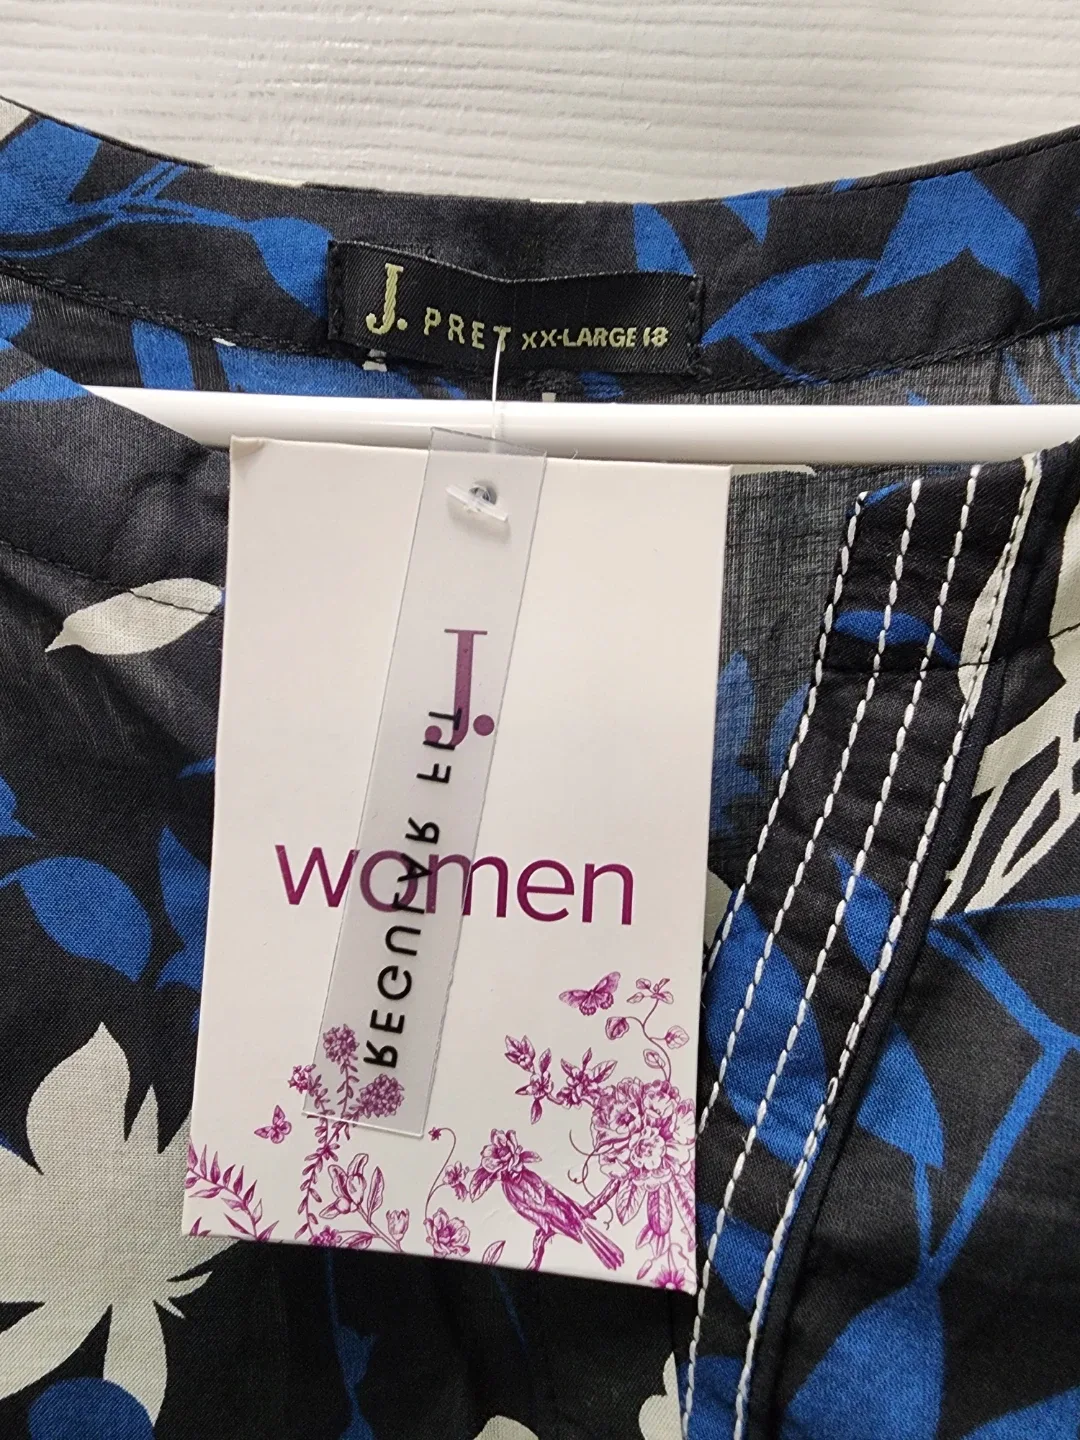 J. PRET XX-LARGE 18
J.
women
REGULAR FIT